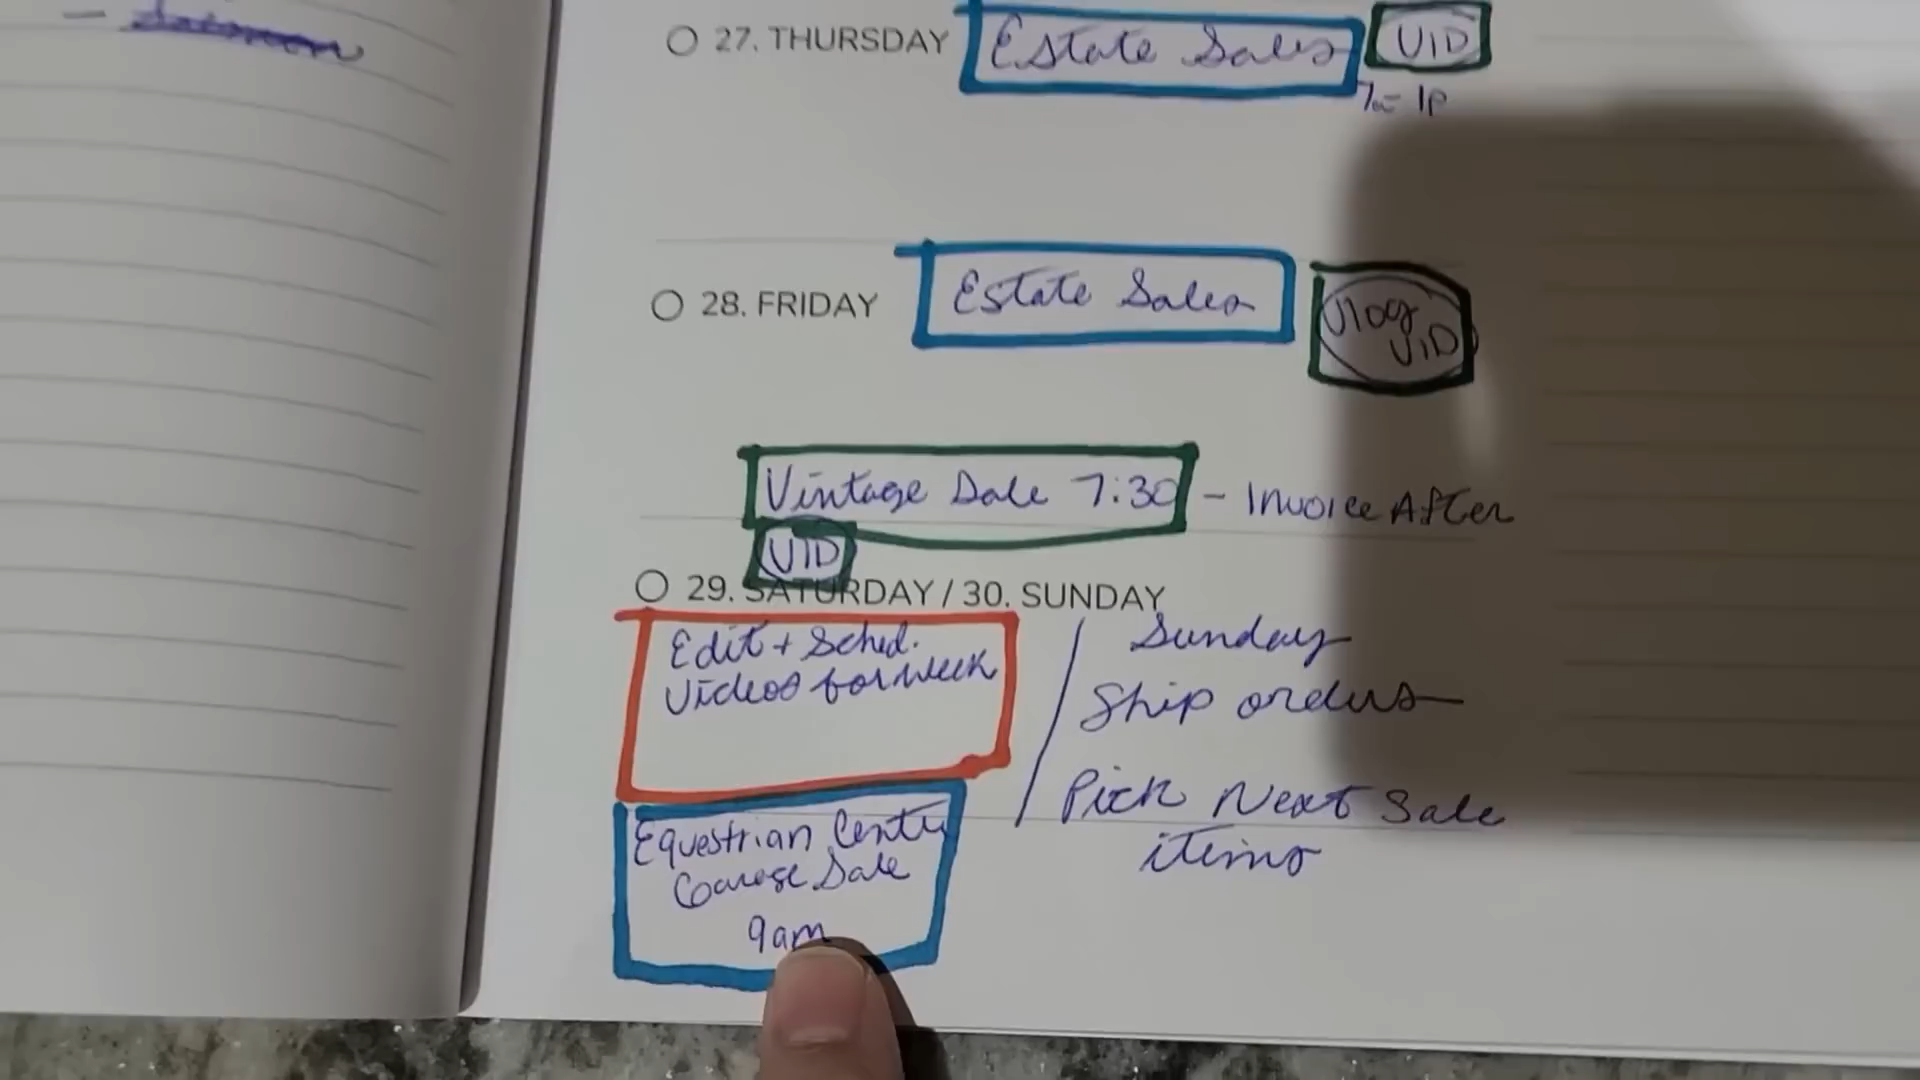 27. THURSDAY Estate Sales VID
7a- 1p
28. FRIDAY Estate Sales Vlog
VID
Vintage Sale 7:30 - Invoice After
VID
29. SATURDAY / 30. SUNDAY
Edit + Sched.
Videos for week
Equestrian Center
Garage Sale
9am
Sunday
Ship orders
Pick Next Sale
items